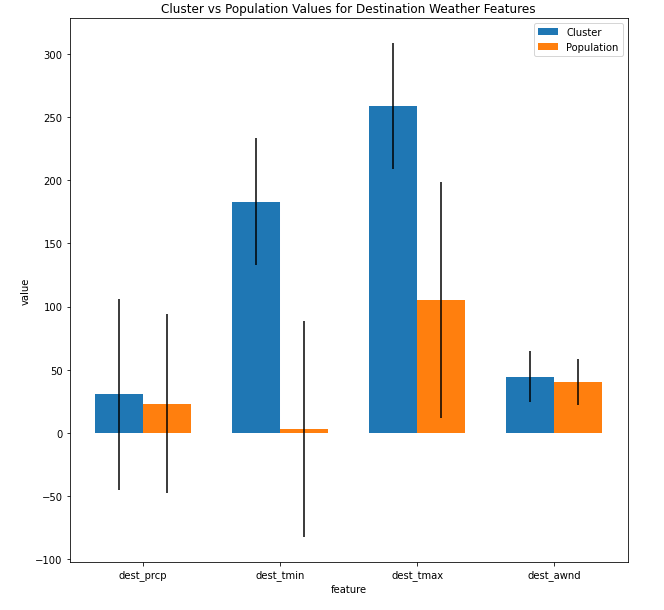 Cluster vs Population Values for Destination Weather Features
Cluster
Population
300
250
200
150
100
50
0
−50
−100
value
dest_prcp
dest_tmin
dest_tmax
dest_awnd
feature